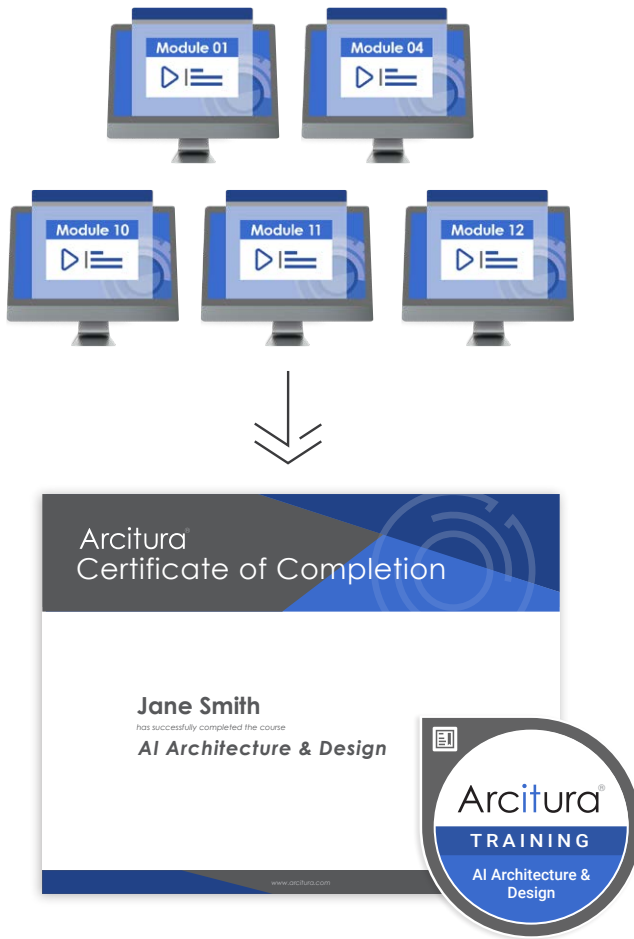 Module 01
Module 04
Module 10
Module 11
Module 12
Arcitura®
Certificate of Completion
Jane Smith
has successfully completed the course
AI Architecture & Design
www.arcitura.com
Arcitura®
TRAINING
AI Architecture &
Design